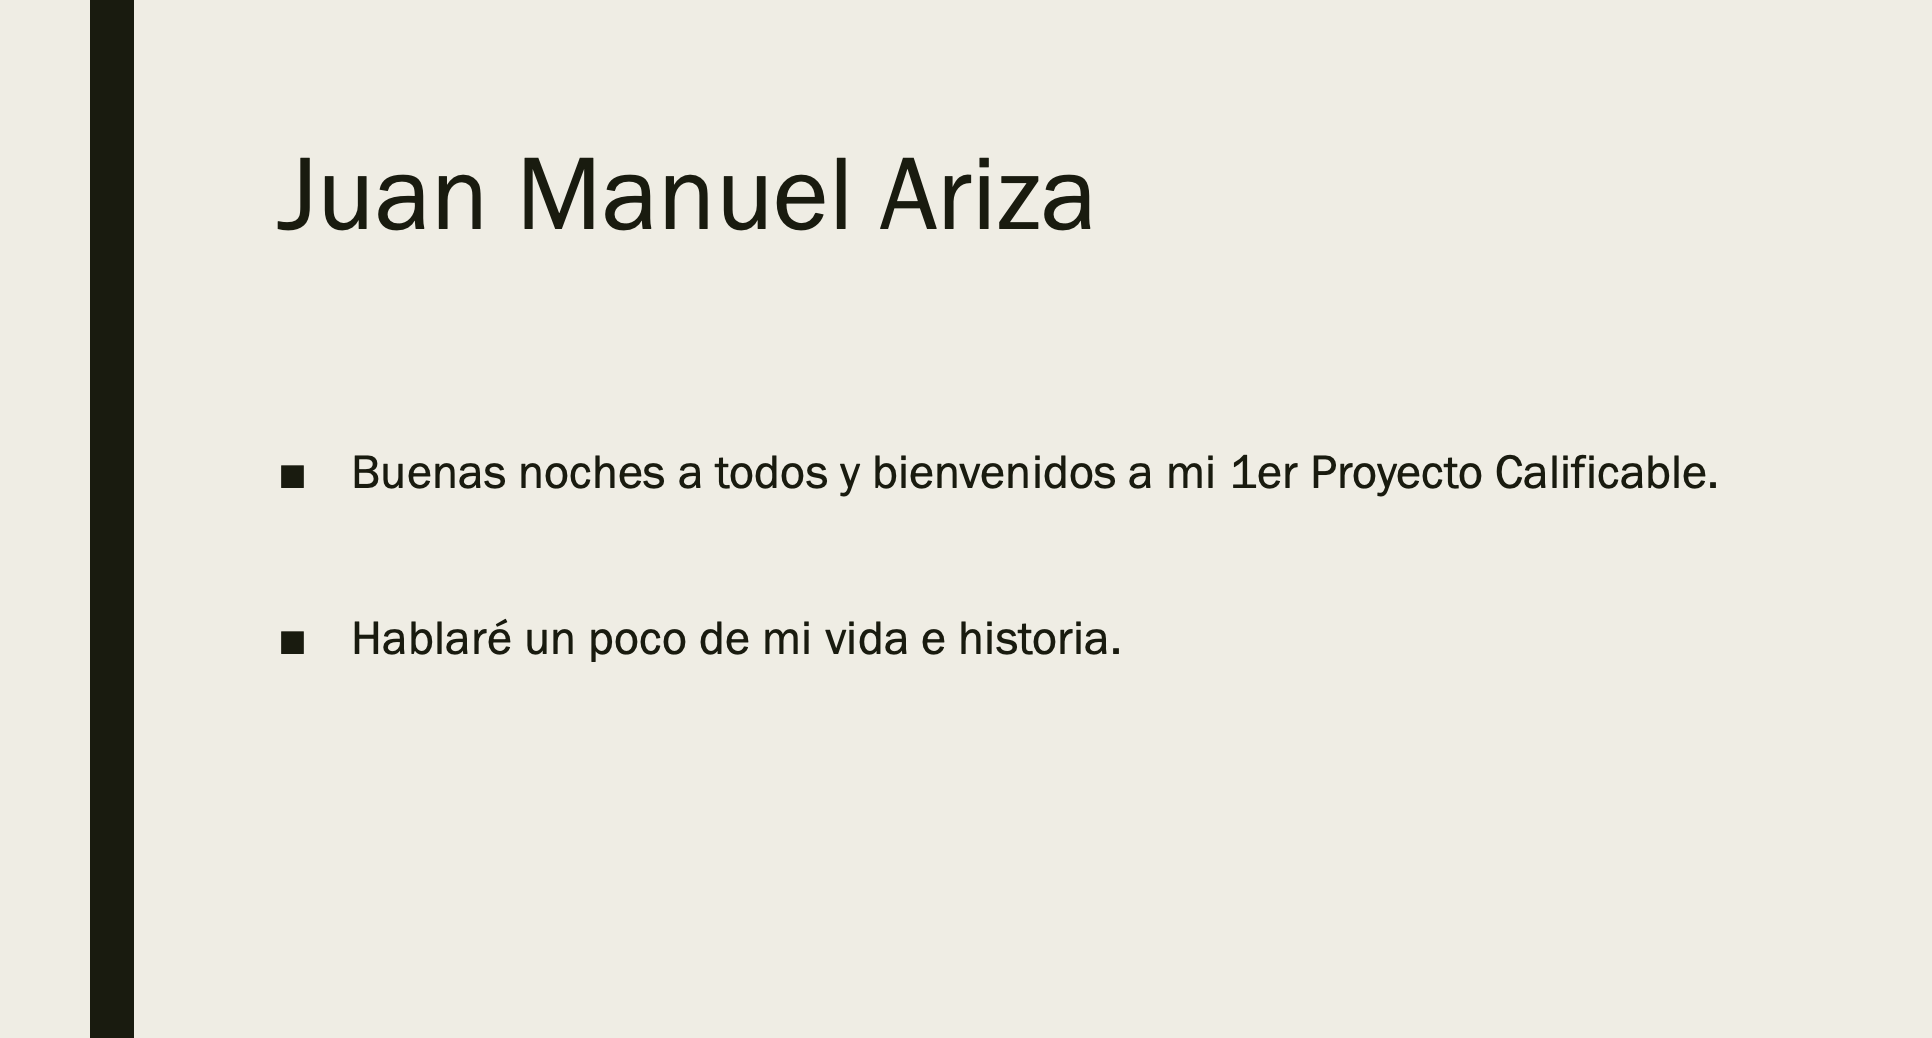 Juan Manuel Ariza
▪ Buenas noches a todos y bienvenidos a mi 1er Proyecto Calificable.
▪ Hablaré un poco de mi vida e historia.